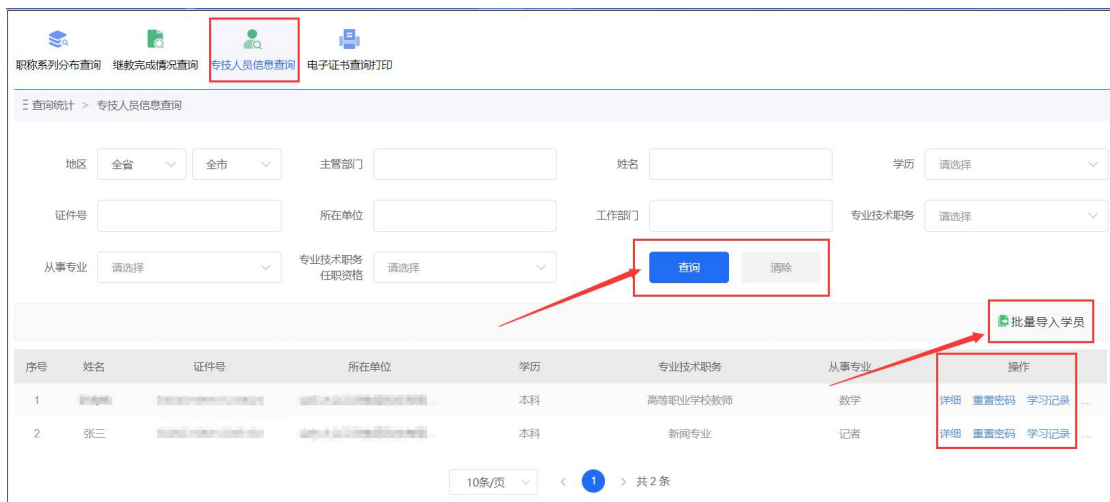 职称系列分布查询 继教完成情况查询 专技人员信息查询 电子证书查询打印
查询统计 > 专技人员信息查询
地区 全省 全市 主管部门 姓名 学历 请选择
证件号 所在单位 工作部门 专业技术职务 请选择
从事专业 请选择 专业技术职务任职资格 请选择 查询 清除
批量导入学员
序号 姓名 证件号 所在单位 学历 专业技术职务 从事专业 操作
1 本科 高等职业学校教师 数学 详细 重置密码 学习记录 ...
2 张三 本科 新闻专业 记者 详细 重置密码 学习记录 ...
10条/页 < 1 > 共 2 条